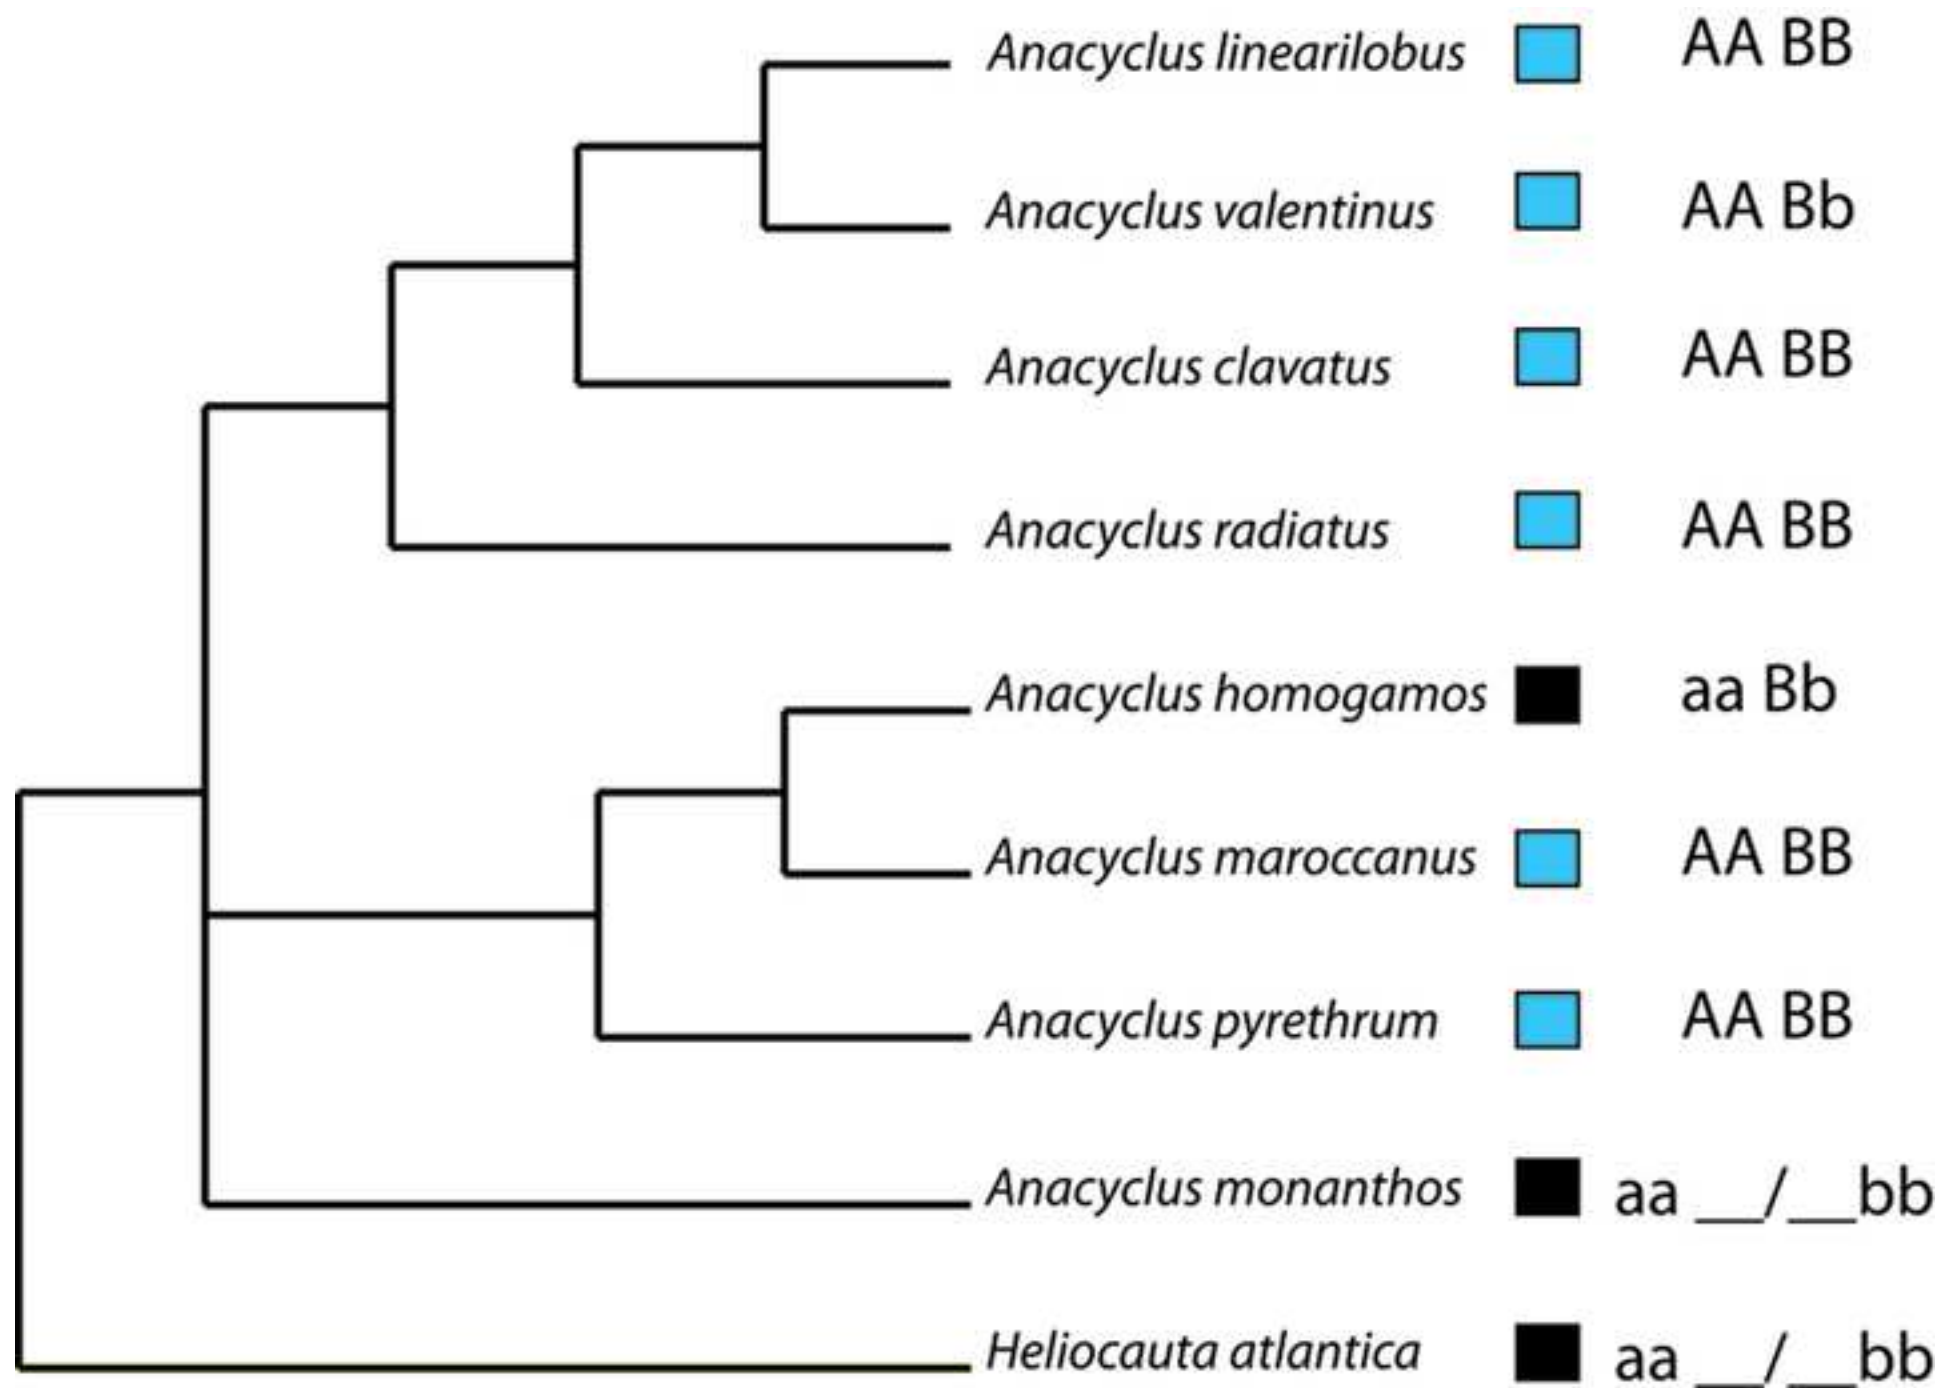 Anacyclus linearilobus AA BB
Anacyclus valentinus AA Bb
Anacyclus clavatus AA BB
Anacyclus radiatus AA BB
Anacyclus homogamos aa Bb
Anacyclus maroccanus AA BB
Anacyclus pyrethrum AA BB
Anacyclus monanthos aa __/__bb
Heliocauta atlantica aa __/__bb